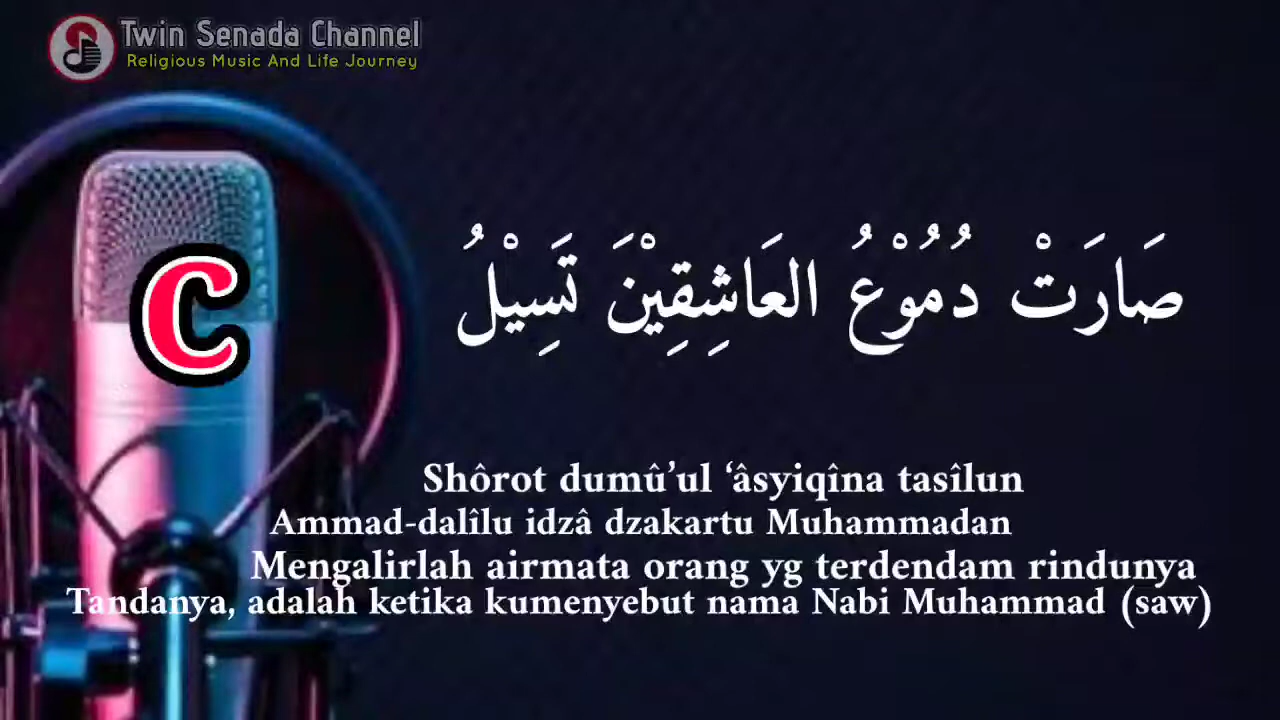 Twin Senada Channel
Religious Music And Life Journey
C
صَارَتْ دُمُوْعُ العَاشِقِيْنَ تَسِيْلُ
Shôrot dumû’ul ‘âsyiqîna tasîlun
Ammad-dalîlu idzâ dzakartu Muhammadan
Mengalirlah airmata orang yg terdendam rindunya
Tandanya, adalah ketika kumenyebut nama Nabi Muhammad (saw)